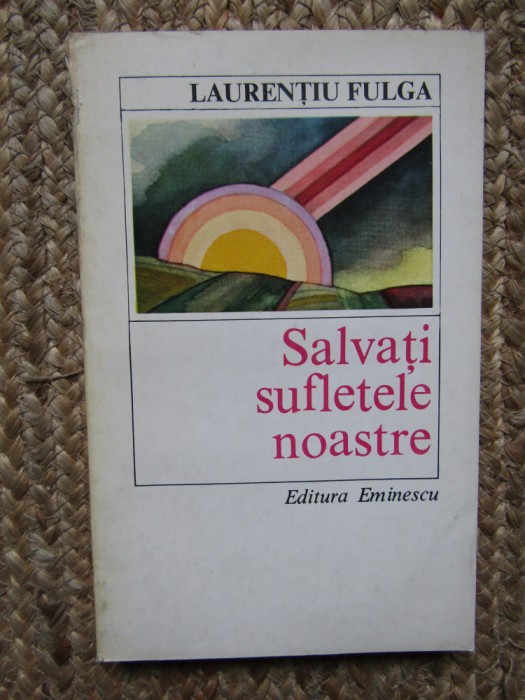 LAURENȚIU FULGA
Salvați
sufletele
noastre
Editura Eminescu